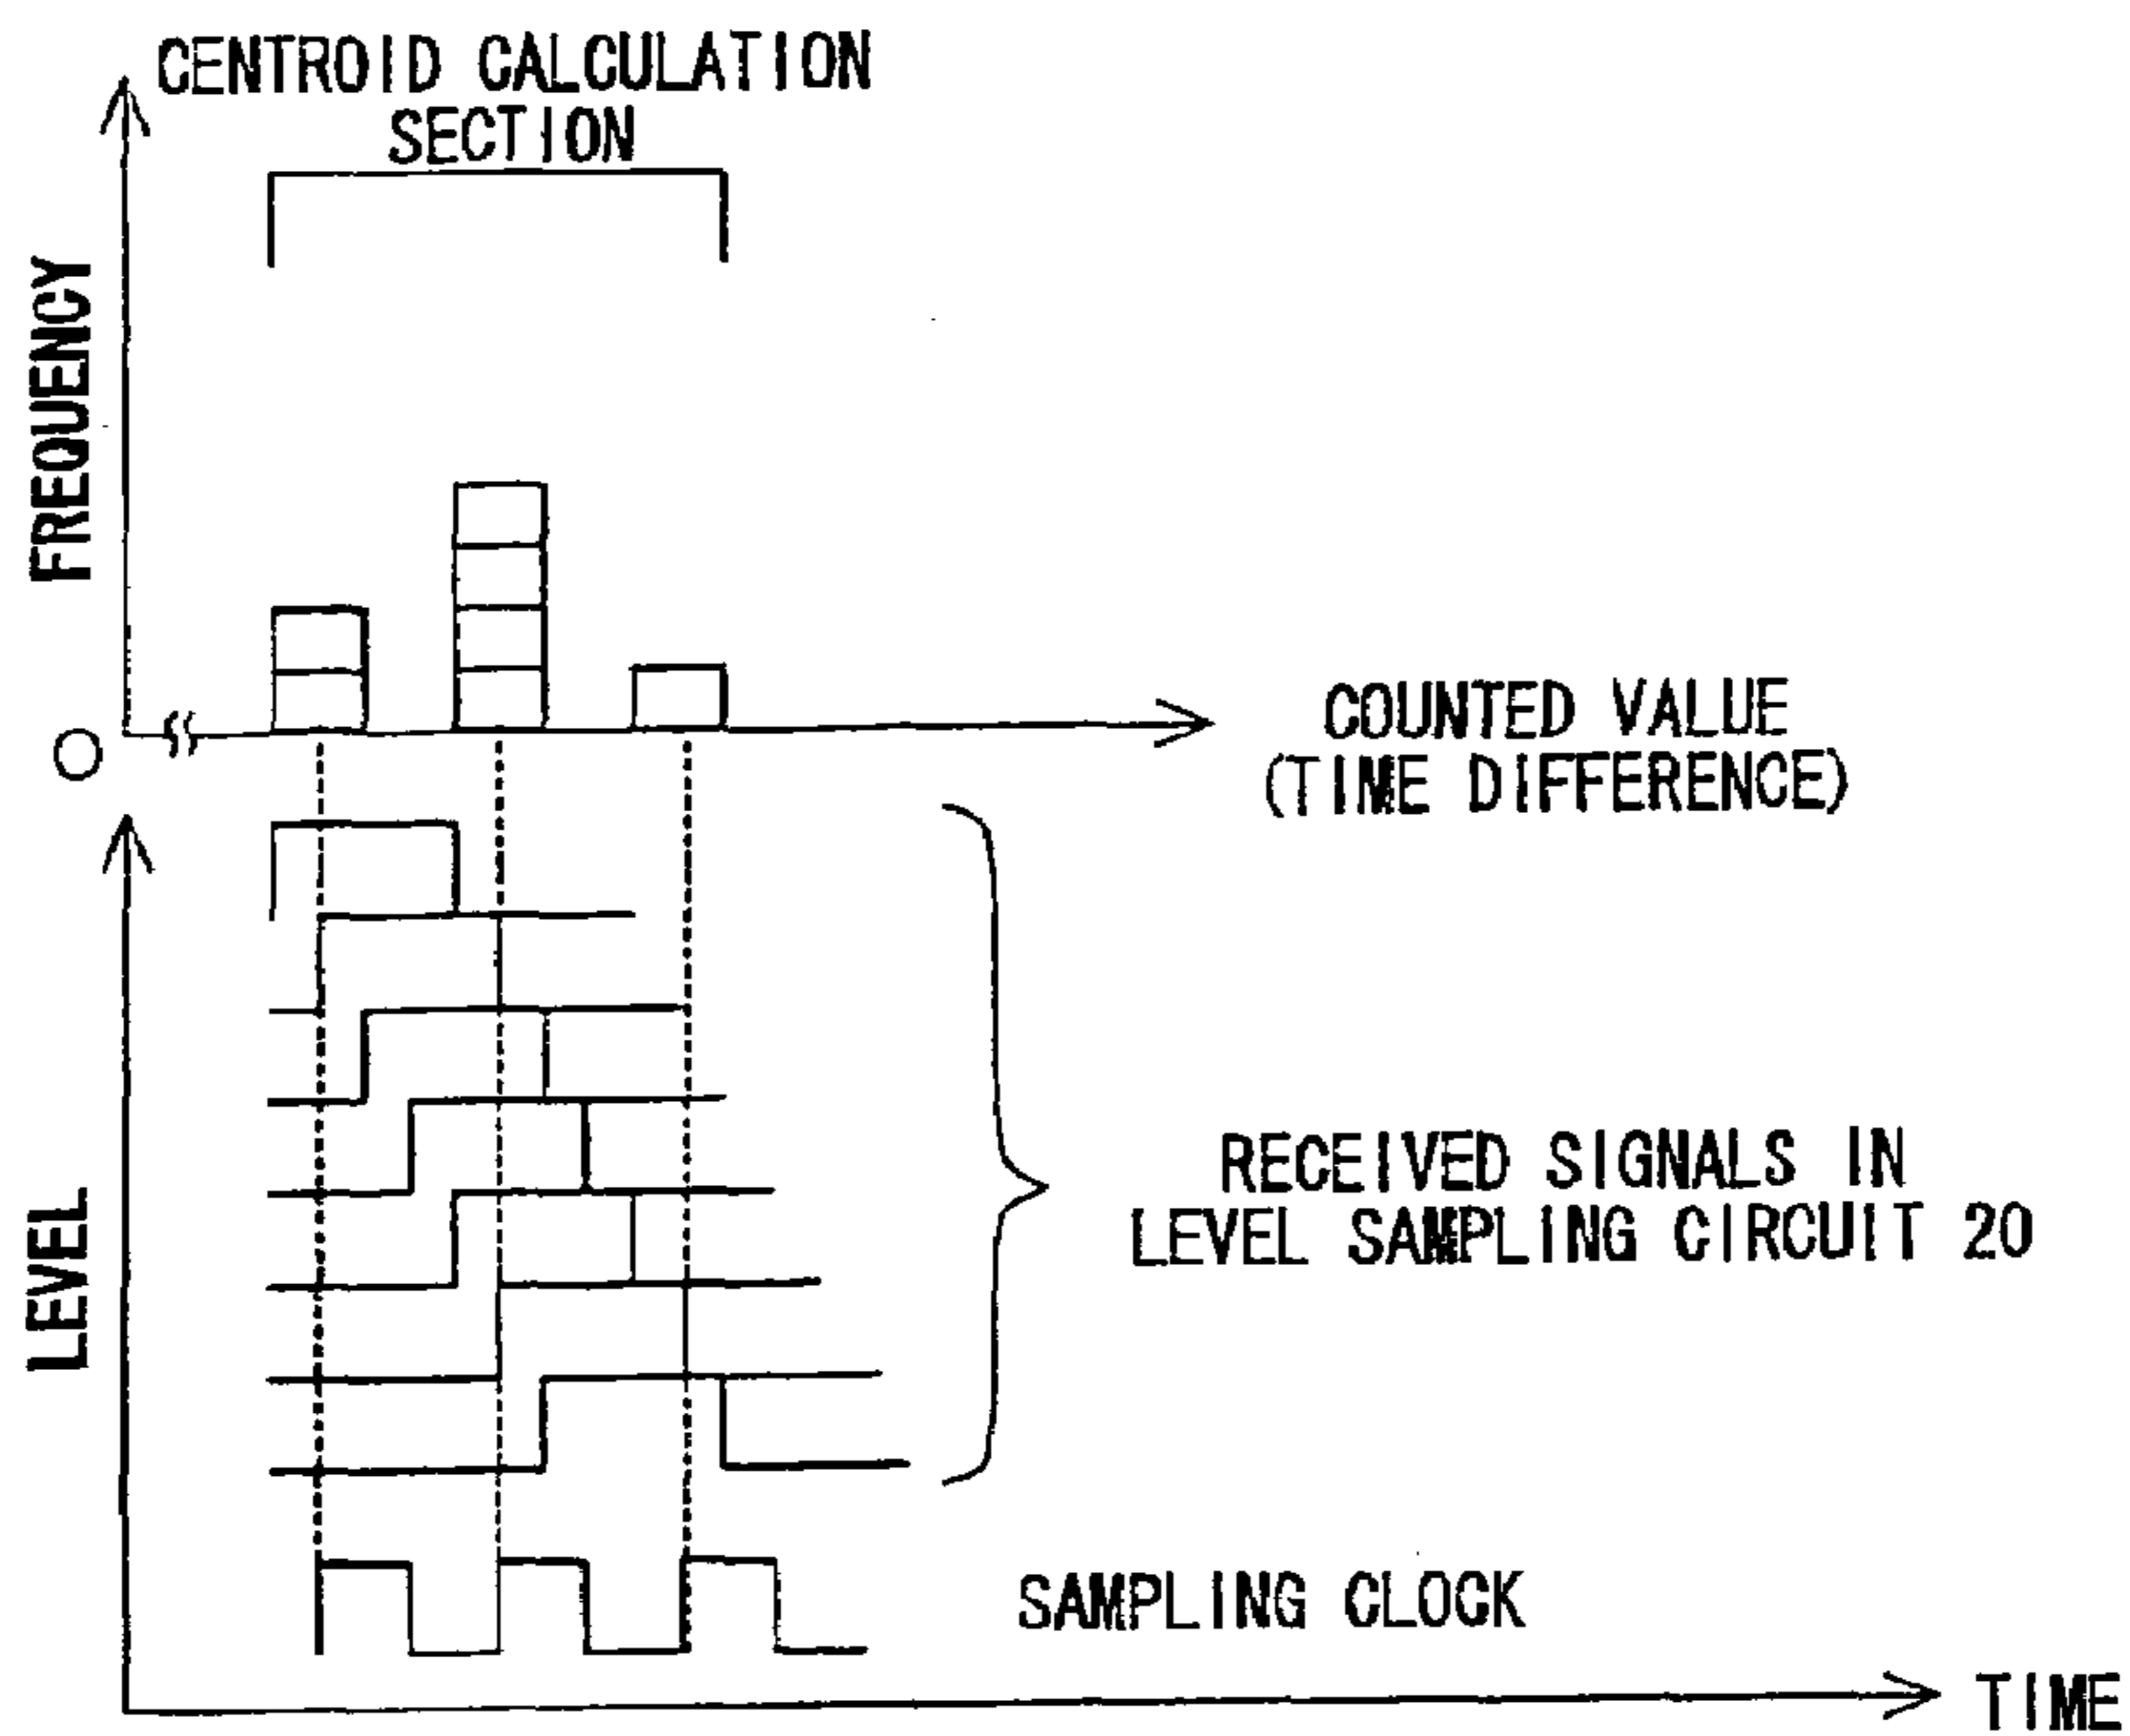 CENTROID CALCULATION
SECTION
FREQUENCY
O
COUNTED VALUE
(TIME DIFFERENCE)
LEVEL
RECEIVED SIGNALS IN
LEVEL SAMPLING CIRCUIT 20
SAMPLING CLOCK
TIME